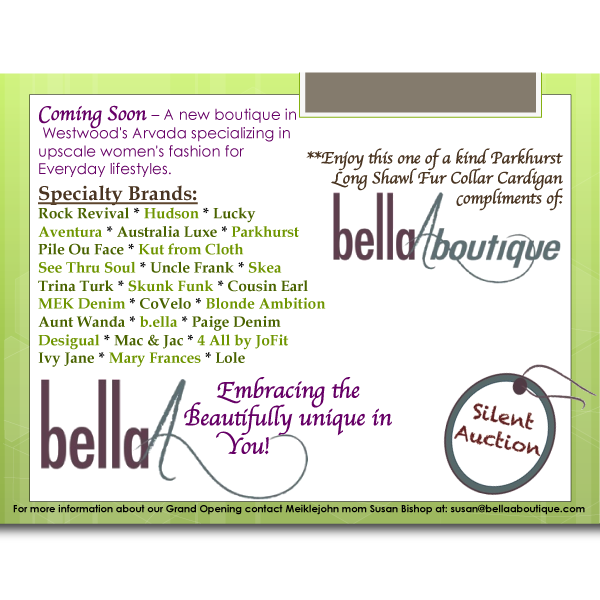 Coming Soon – A new boutique in
Westwood's Arvada specializing in
upscale women's fashion for
Everyday lifestyles.
Specialty Brands:
Rock Revival * Hudson * Lucky
Aventura * Australia Luxe * Parkhurst
Pile Ou Face * Kut from Cloth
See Thru Soul * Uncle Frank * Skea
Trina Turk * Skunk Funk * Cousin Earl
MEK Denim * CoVelo * Blonde Ambition
Aunt Wanda * b.ella * Paige Denim
Desigual * Mac & Jac * 4 All by JoFit
Ivy Jane * Mary Frances * Lole
**Enjoy this one of a kind Parkhurst
Long Shawl Fur Collar Cardigan
compliments of:
bella Aboutique
bella A
Embracing the
Beautifully unique in
You!
Silent
Auction
For more information about our Grand Opening contact Meiklejohn mom Susan Bishop at: susan@bellaaboutique.com